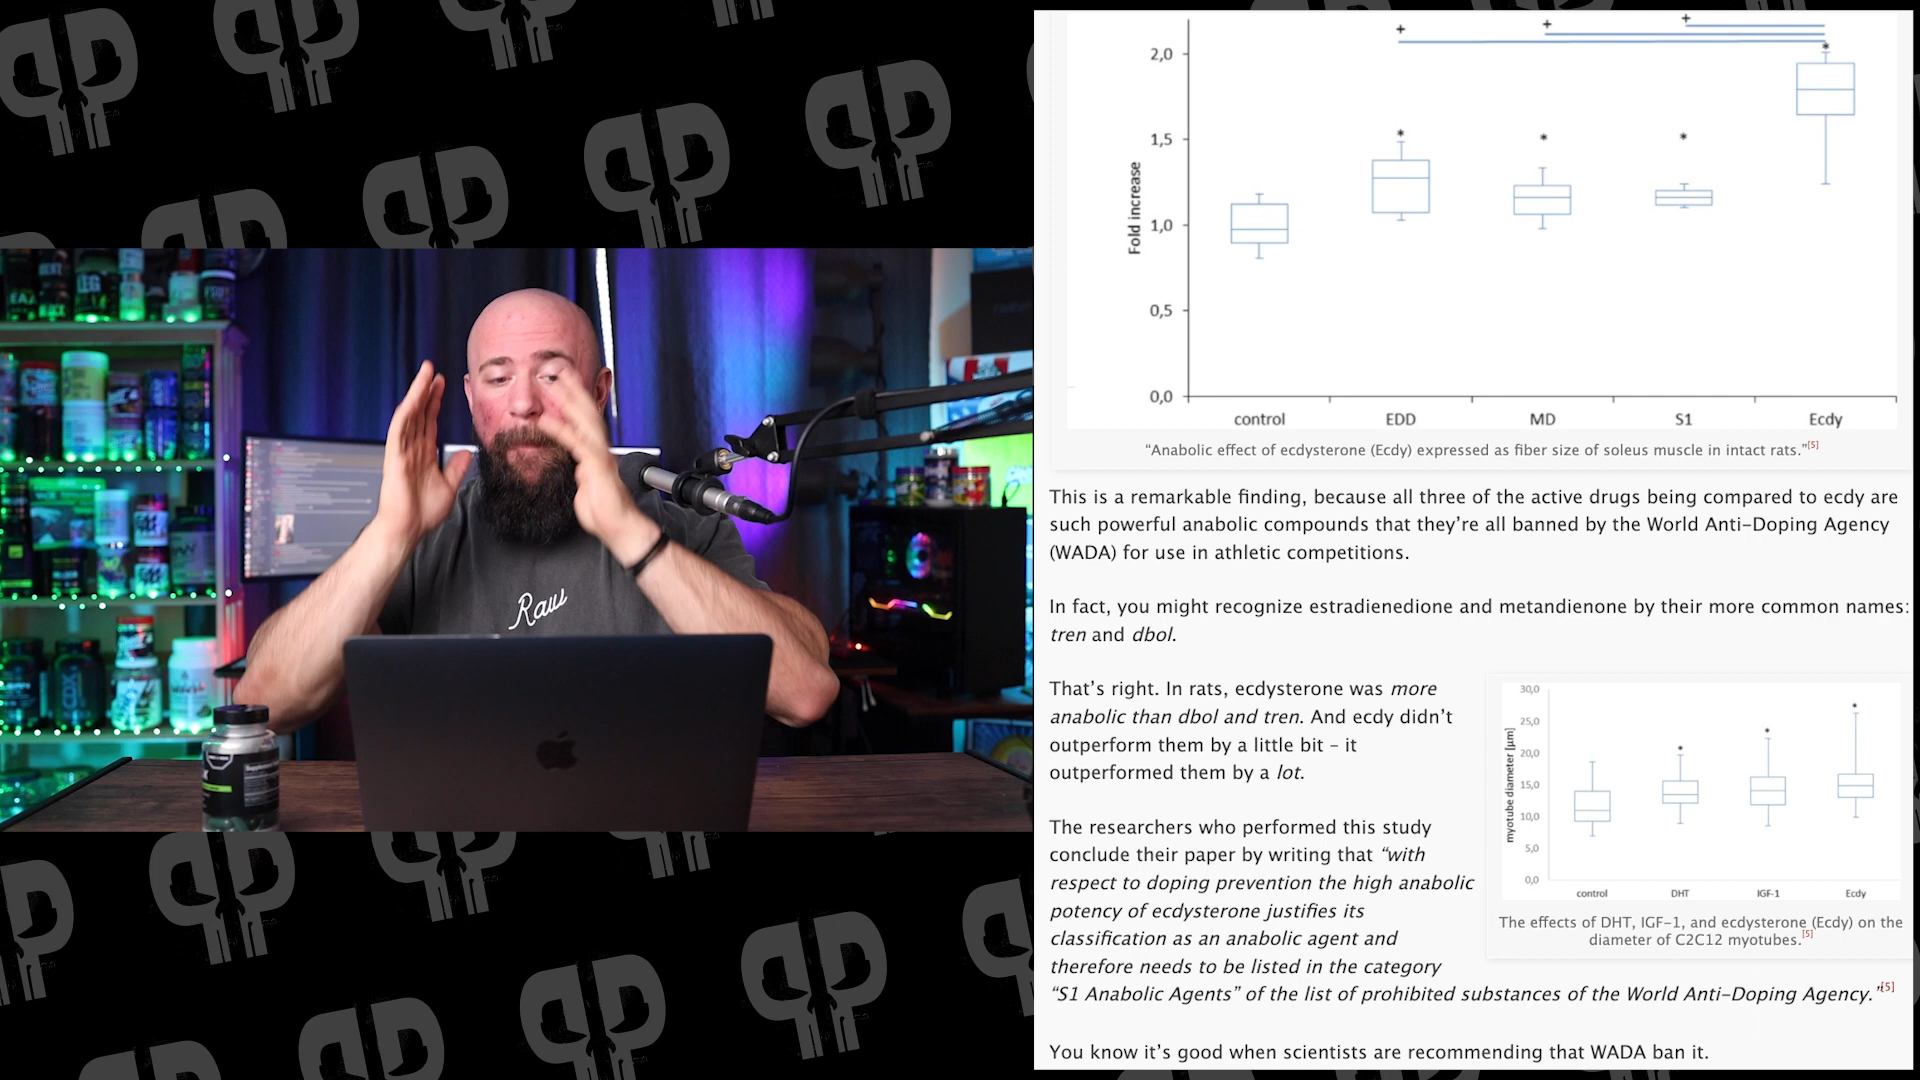 +
+
+
*
2,0
*
*
*
1,5
1,0
0,5
0,0
Fold increase
control
EDD
MD
S1
Ecdy
“Anabolic effect of ecdysterone (Ecdy) expressed as fiber size of soleus muscle in intact rats.”[5]
This is a remarkable finding, because all three of the active drugs being compared to ecdy are
such powerful anabolic compounds that they’re all banned by the World Anti-Doping Agency
(WADA) for use in athletic competitions.
In fact, you might recognize estradienedione and metandienone by their more common names:
tren and dbol.
That’s right. In rats, ecdysterone was more
anabolic than dbol and tren. And ecdy didn’t
outperform them by a little bit – it
outperformed them by a lot.
The researchers who performed this study
conclude their paper by writing that “with
respect to doping prevention the high anabolic
potency of ecdysterone justifies its
classification as an anabolic agent and
therefore needs to be listed in the category
“S1 Anabolic Agents” of the list of prohibited substances of the World Anti-Doping Agency.”[5]
30,0
25,0
20,0
15,0
10,0
5,0
0,0
myotube diameter [µm]
*
*
*
control
DHT
IGF-1
Ecdy
The effects of DHT, IGF-1, and ecdysterone (Ecdy) on the
diameter of C2C12 myotubes.[5]
You know it’s good when scientists are recommending that WADA ban it.
Raw
LEG
EAA